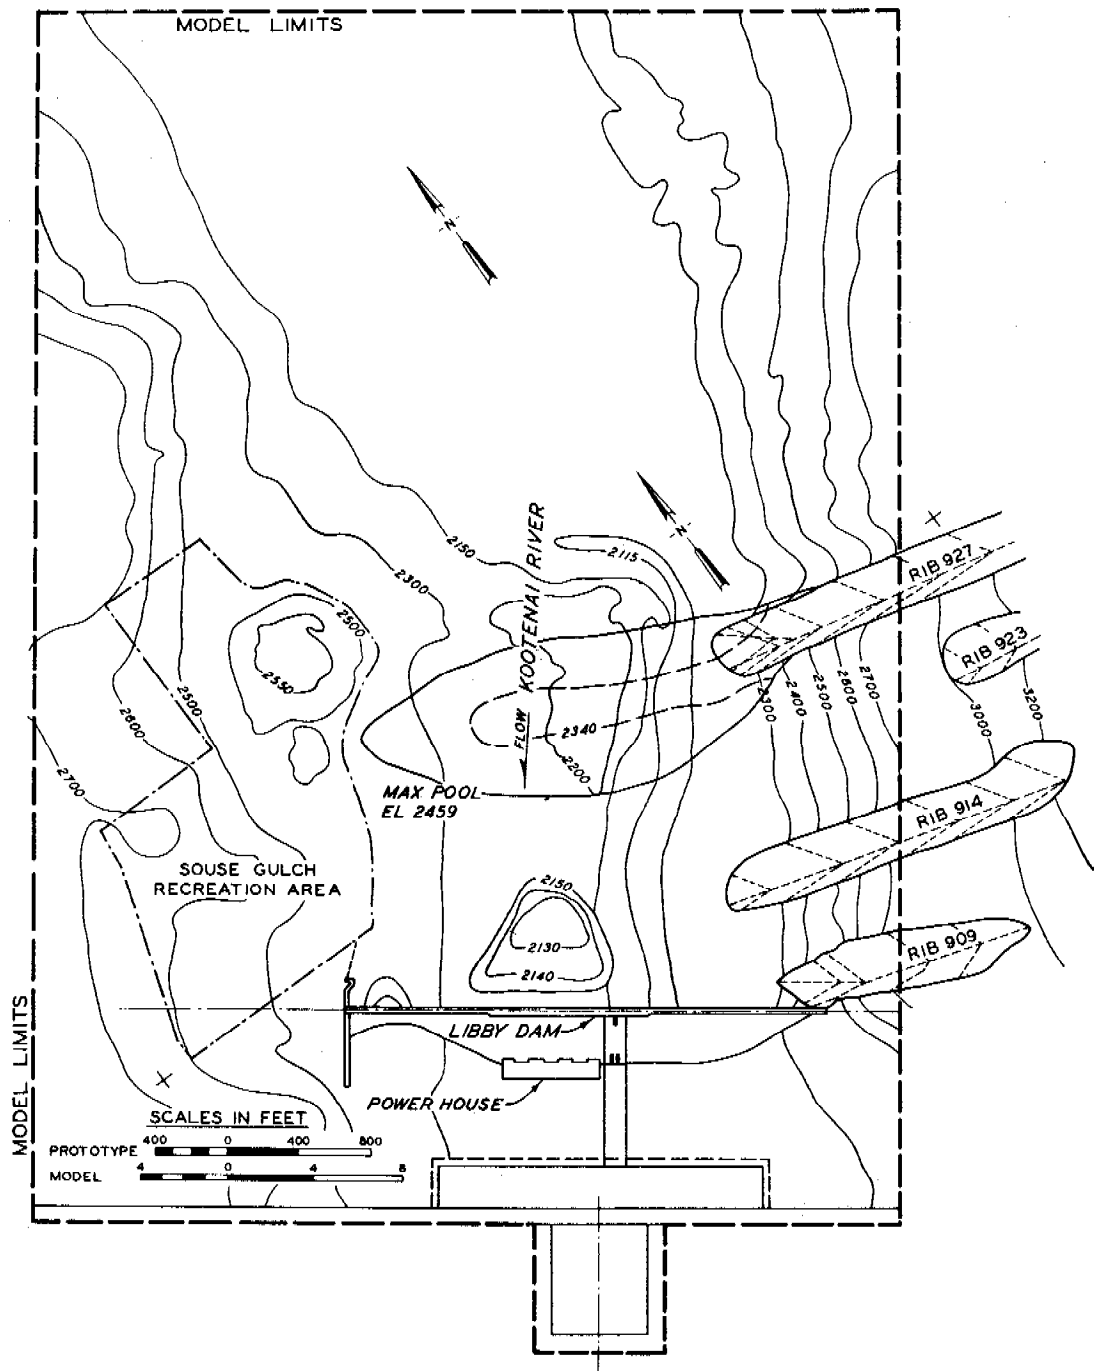 MODEL LIMITS
N
N
KOOTENAI RIVER
FLOW
2150
2115
2300
2500
2550
2500
2600
2700
2340
2200
MAX POOL
EL 2459
RIB 927
RIB 923
2300
2400
2500
2600
2700
3000
3200
RIB 914
RIB 909
SOUSE GULCH
RECREATION AREA
2150
2130
2140
LIBBY DAM
POWER HOUSE
MODEL LIMITS
SCALES IN FEET
PROTOTYPE
400 0 400 800
MODEL
4 0 4 8